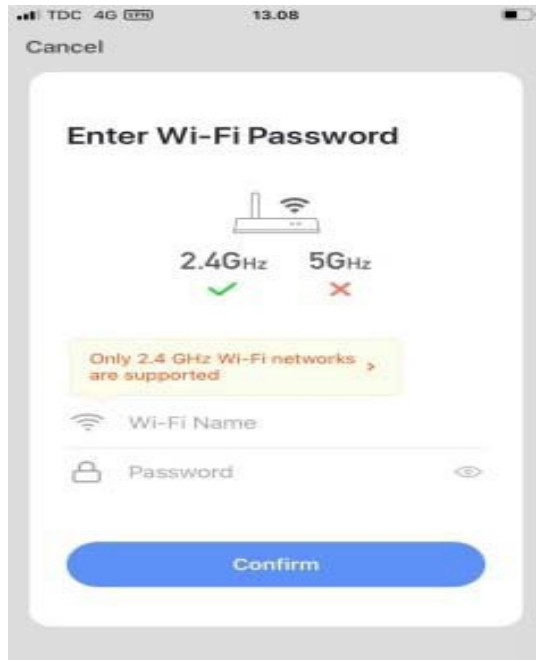 TDC 4G VPN 13.08
Cancel
Enter Wi-Fi Password
2.4GHz 5GHz
Only 2.4 GHz Wi-Fi networks
are supported
Wi-Fi Name
Password
Confirm